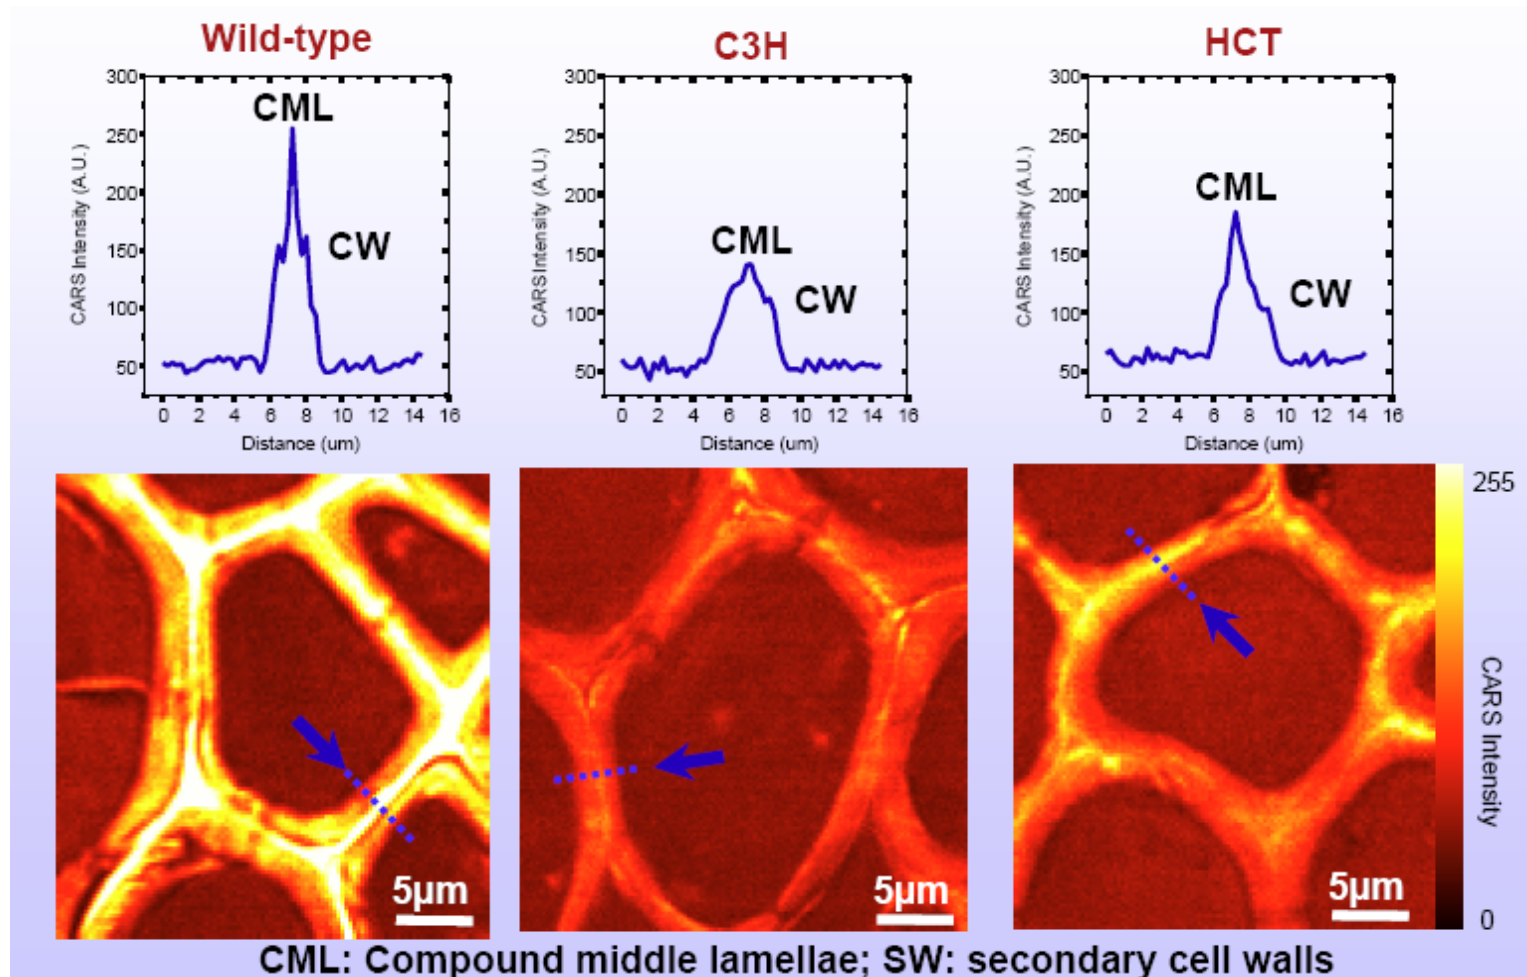 Wild-type
C3H
HCT
300
250
200
150
100
50
CARS Intensity (A.U.)
CML
CW
0 2 4 6 8 10 12 14 16
Distance (um)
300
250
200
150
100
50
CARS Intensity (A.U.)
CML
CW
0 2 4 6 8 10 12 14 16
Distance (um)
300
250
200
150
100
50
CARS Intensity (A.U.)
CML
CW
0 2 4 6 8 10 12 14 16
Distance (um)
5µm
5µm
5µm
255
CARS Intensity
0
CML: Compound middle lamellae; SW: secondary cell walls